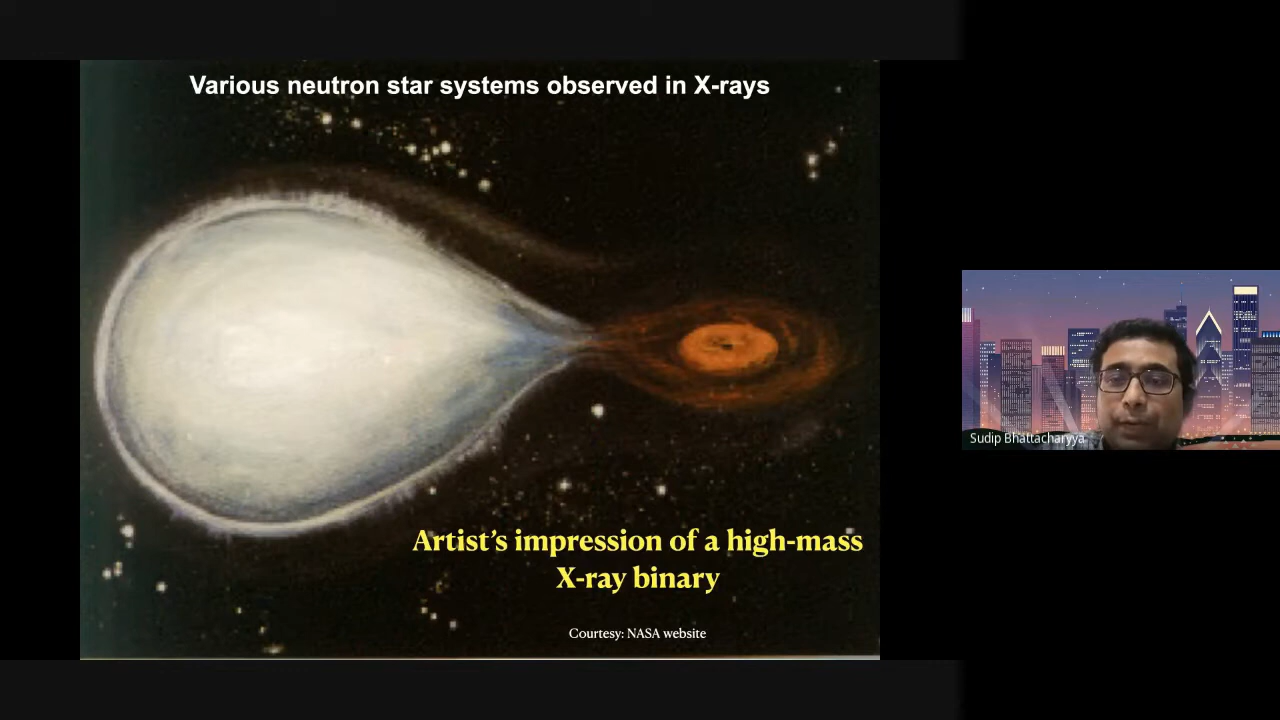 Various neutron star systems observed in X-rays
Artist’s impression of a high-mass
X-ray binary
Courtesy: NASA website
Sudip Bhattacharyya